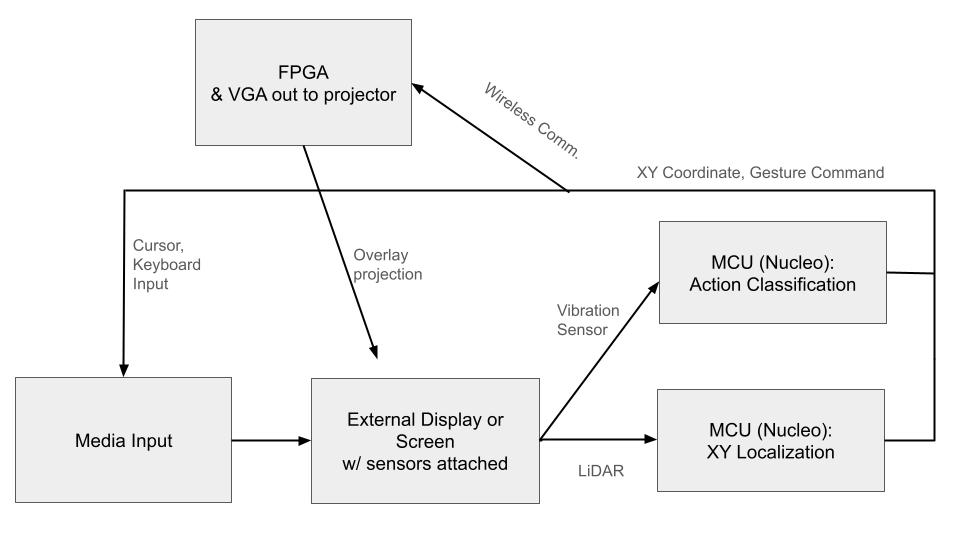 FPGA
& VGA out to projector
Wireless Comm.
XY Coordinate, Gesture Command
Cursor,
Keyboard
Input
Overlay
projection
MCU (Nucleo):
Action Classification
Vibration
Sensor
Media Input
External Display or
Screen
w/ sensors attached
MCU (Nucleo):
XY Localization
LiDAR